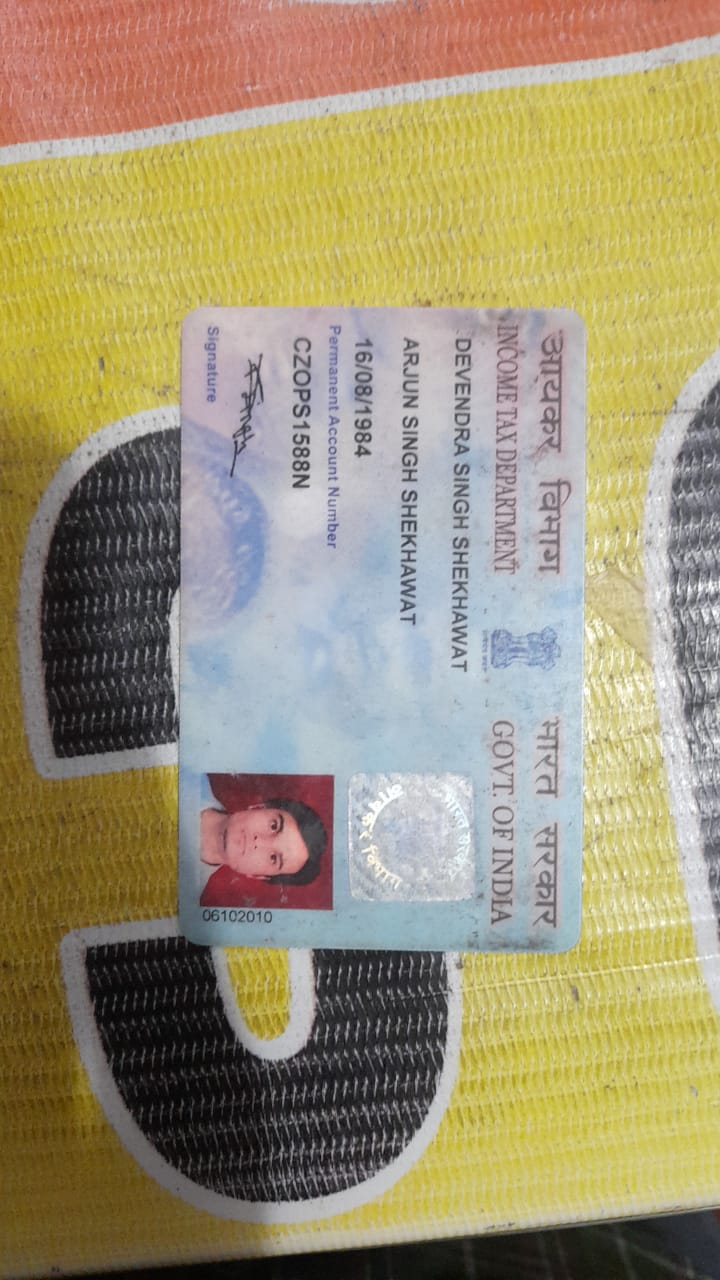 आयकर विभाग भारत सरकार
INCOME TAX DEPARTMENT GOVT. OF INDIA
DEVENDRA SINGH SHEKHAWAT
ARJUN SINGH SHEKHAWAT
16/08/1984
Permanent Account Number
CZOPS1588N
Signature
06102010